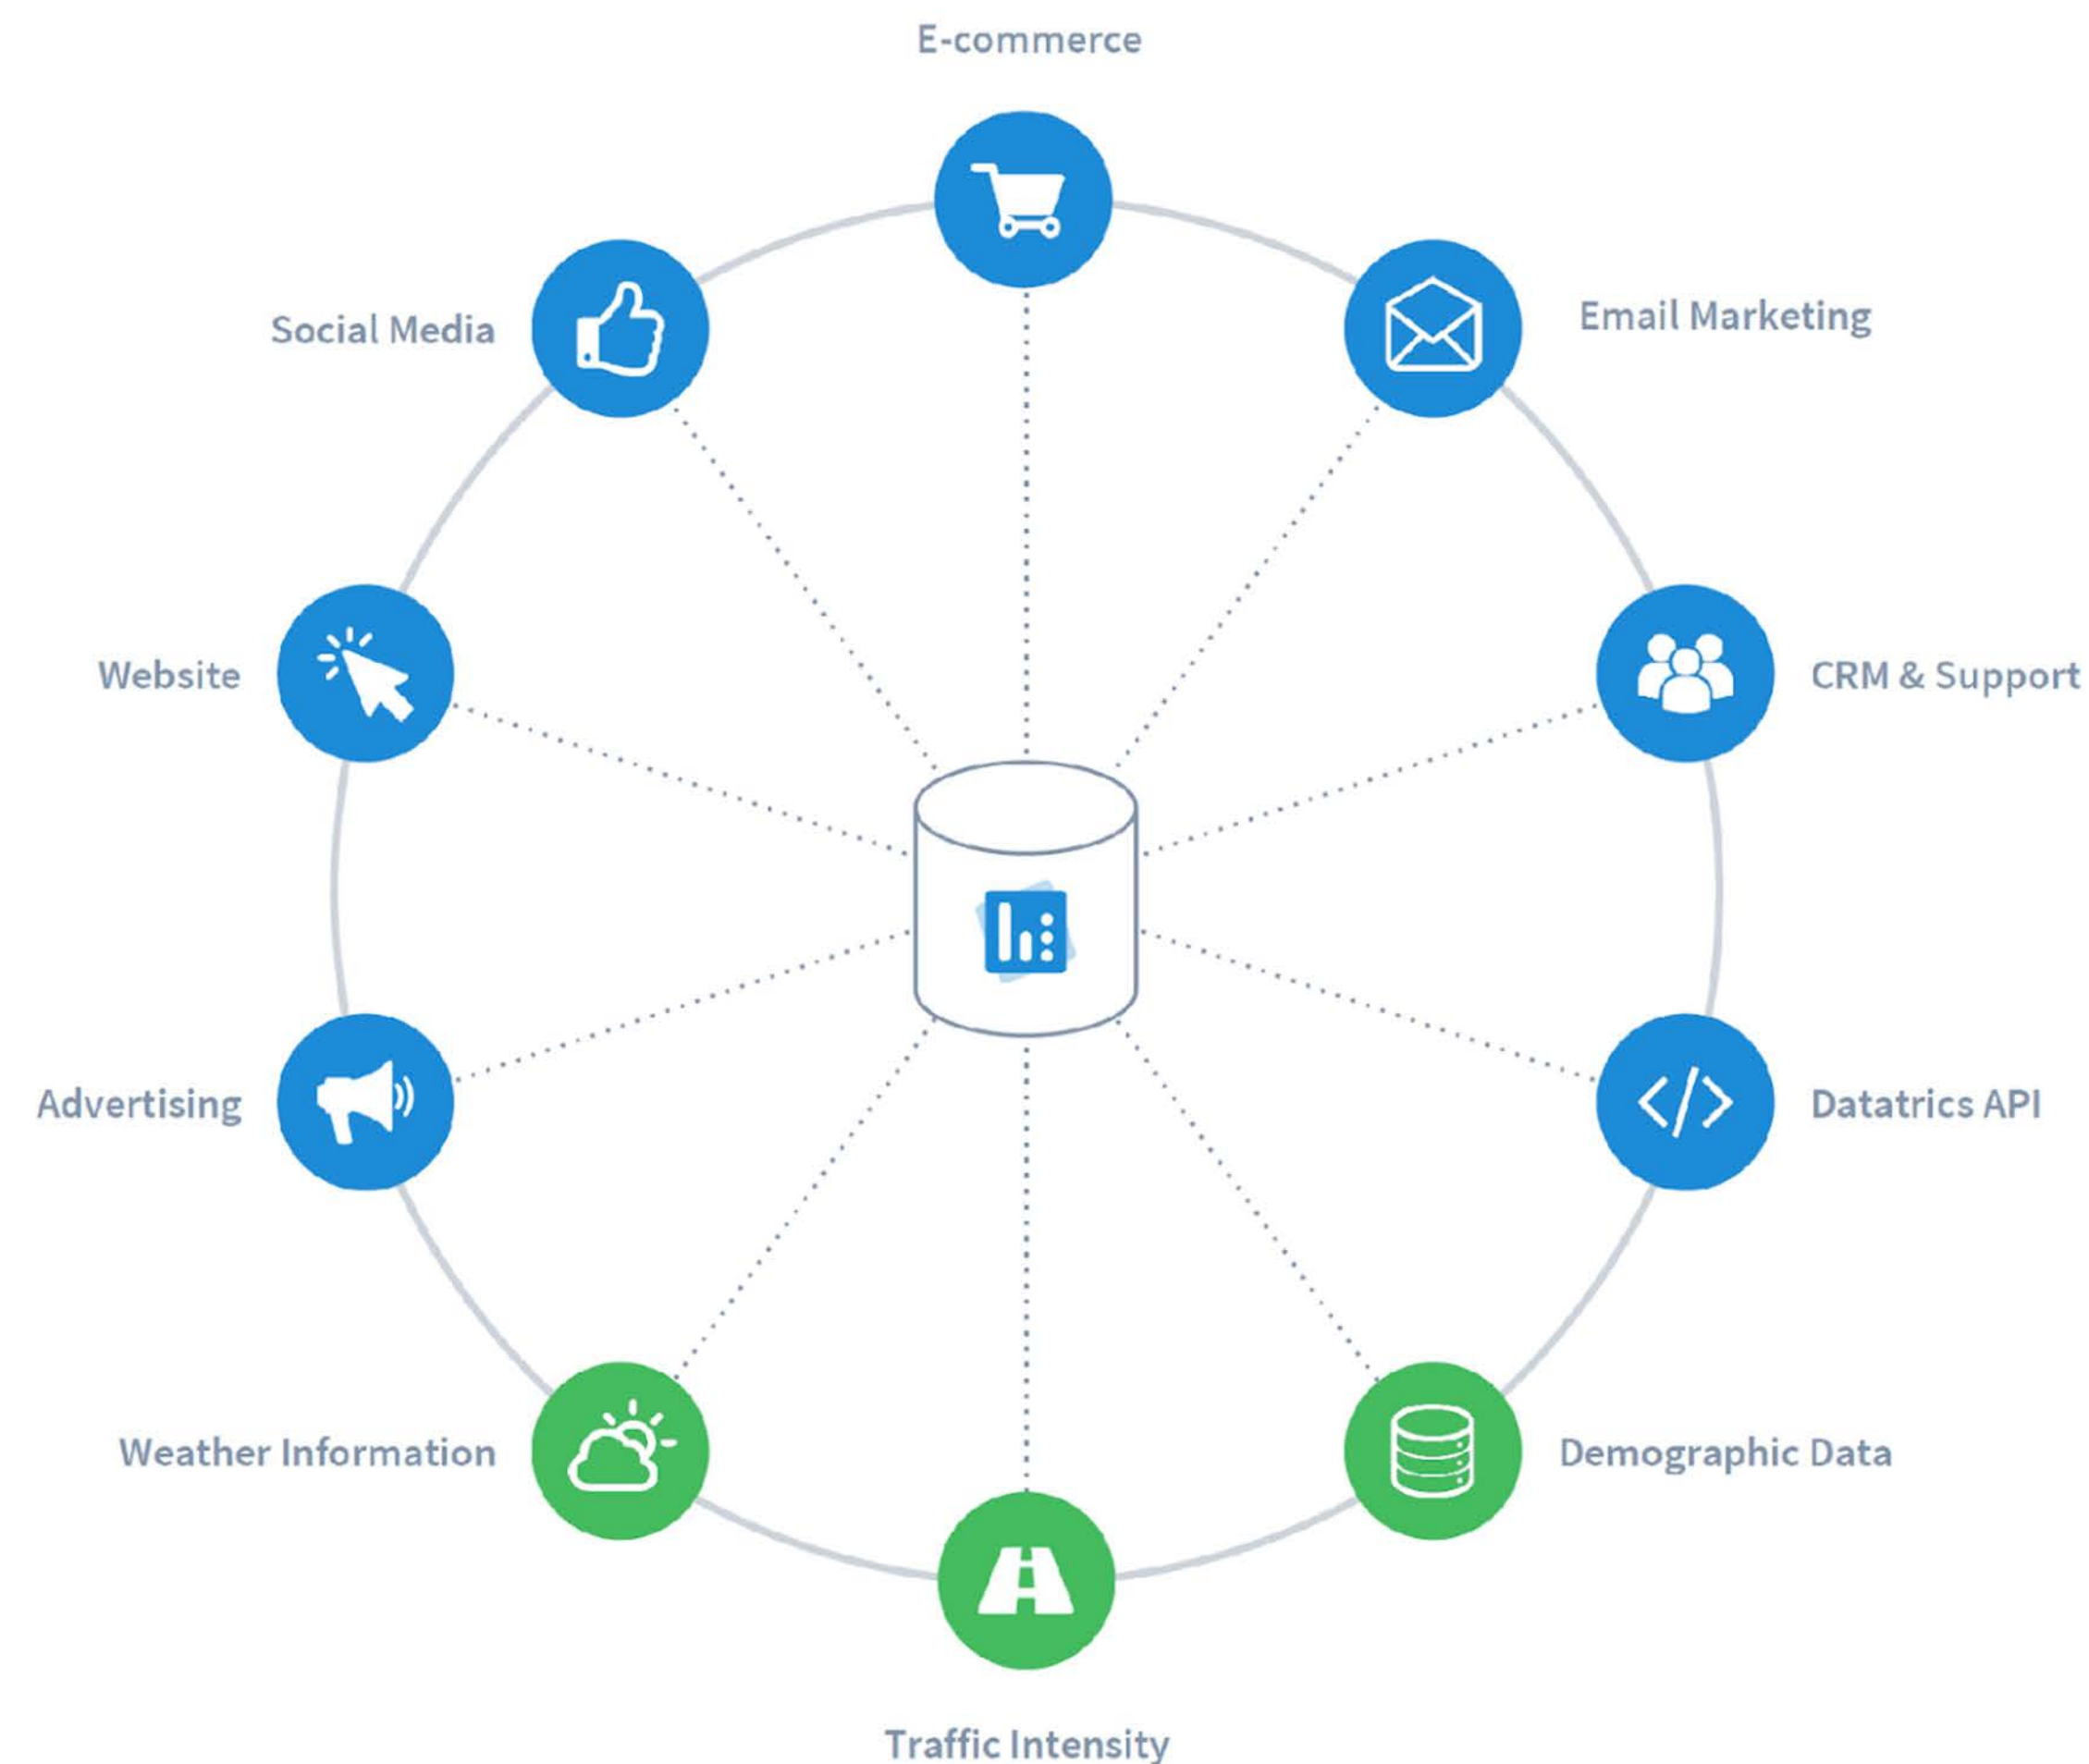 E-commerce
Social Media
Email Marketing
Website
CRM & Support
Advertising
Datatrics API
Weather Information
Demographic Data
Traffic Intensity